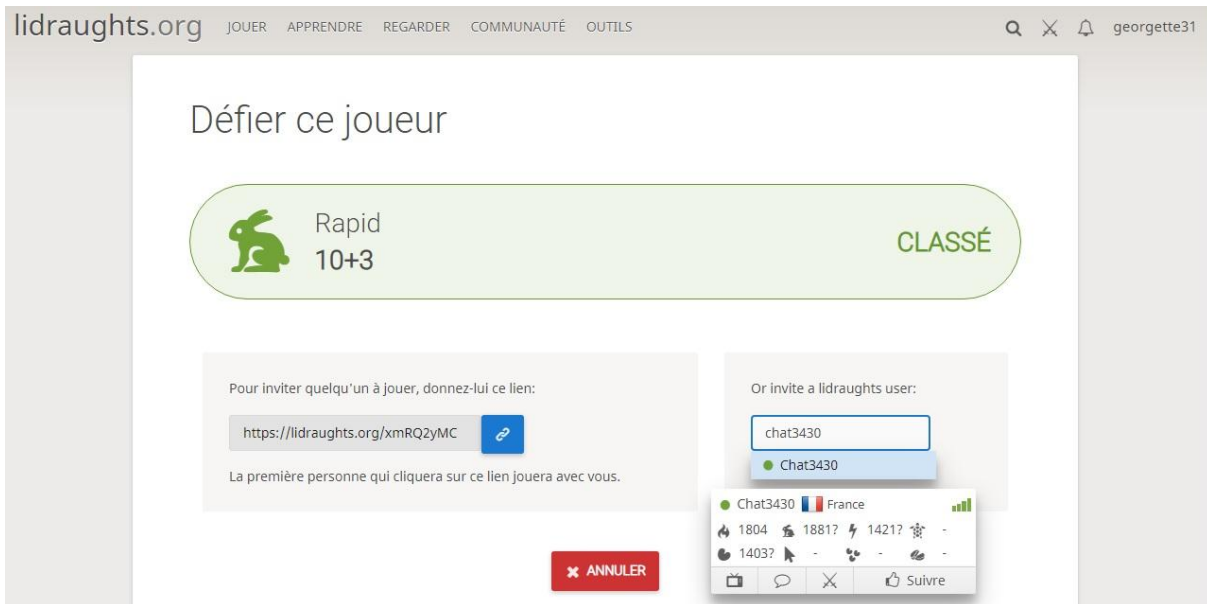 lidraughts.org JOUER APPRENDRE REGARDER COMMUNAUTÉ OUTILS georgette31
Défier ce joueur
Rapid
10+3
CLASSÉ
Pour inviter quelqu'un à jouer, donnez-lui ce lien:
https://lidraughts.org/xmRQ2yMC
La première personne qui cliquera sur ce lien jouera avec vous.
Or invite a lidraughts user:
chat3430
Chat3430
Chat3430 France
1804 1881? 1421? -
1403? - - -
Suivre
ANNULER